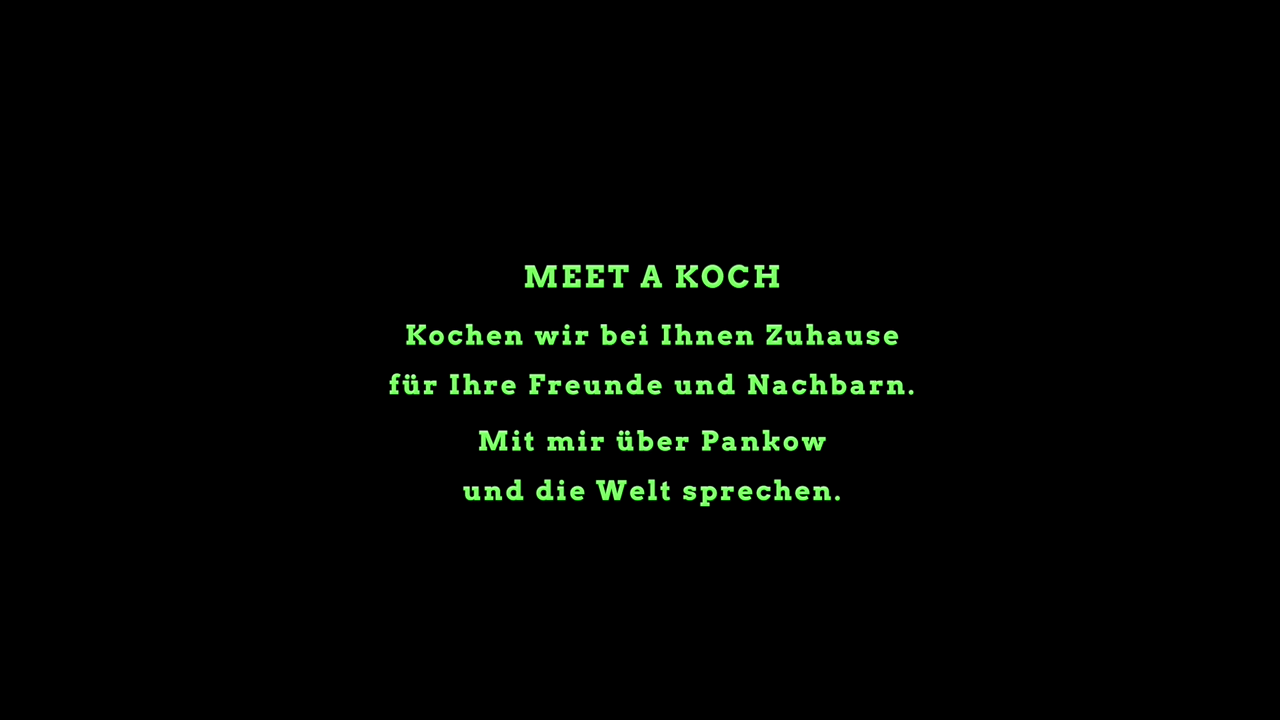 MEET A KOCH
Kochen wir bei Ihnen Zuhause
für Ihre Freunde und Nachbarn.
Mit mir über Pankow
und die Welt sprechen.